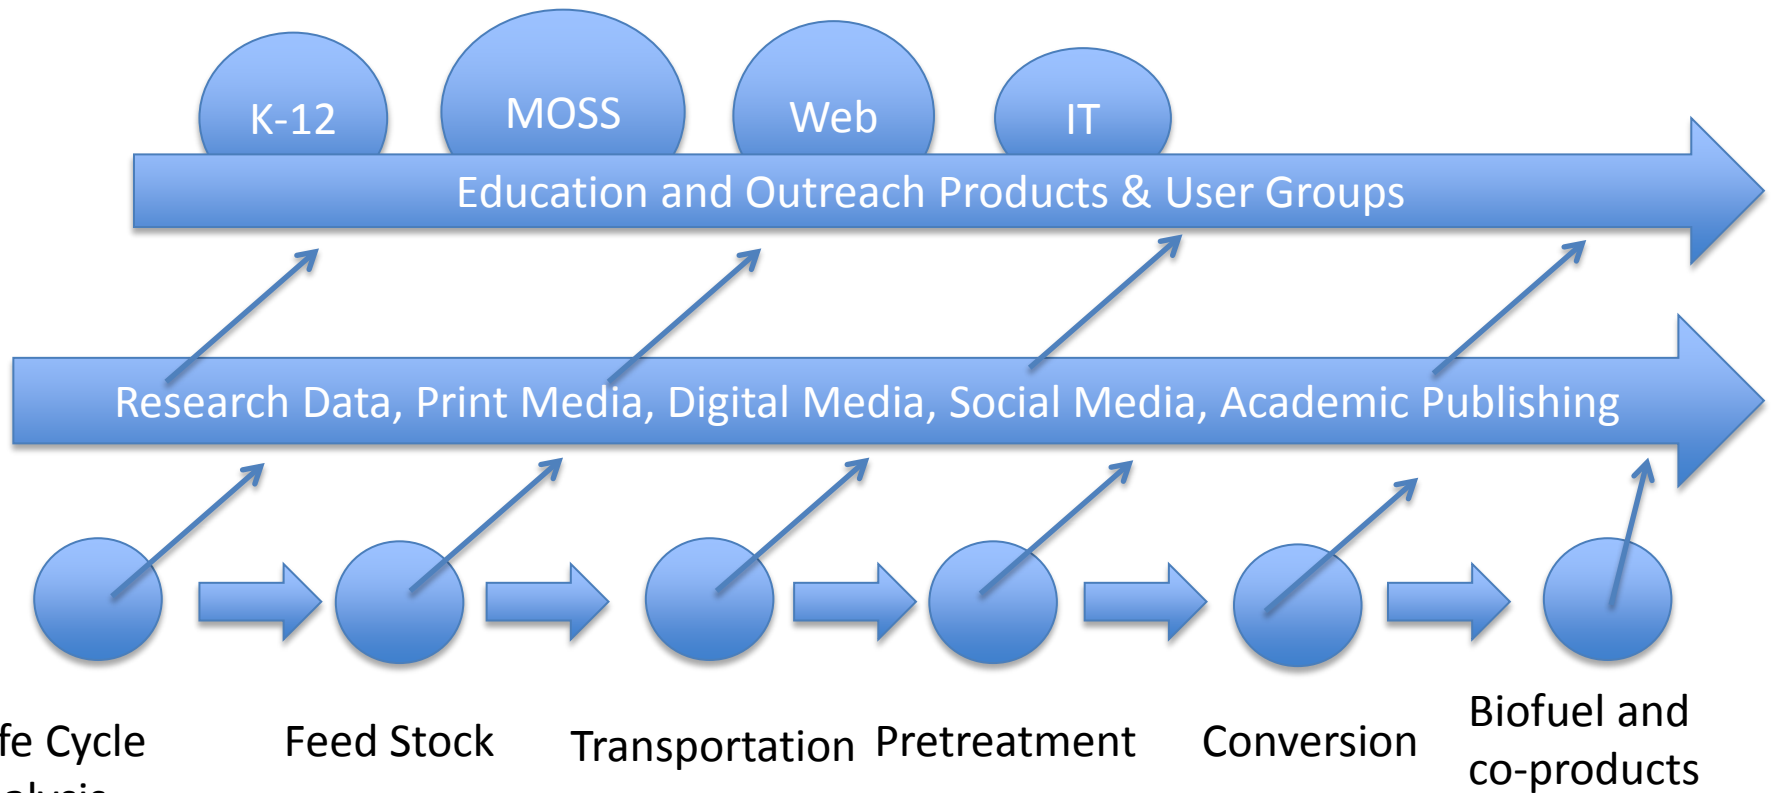 K-12
MOSS
Web
IT
Education and Outreach Products & User Groups
Research Data, Print Media, Digital Media, Social Media, Academic Publishing
fe Cycle
alysis
Feed Stock
Transportation
Pretreatment
Conversion
Biofuel and
co-products